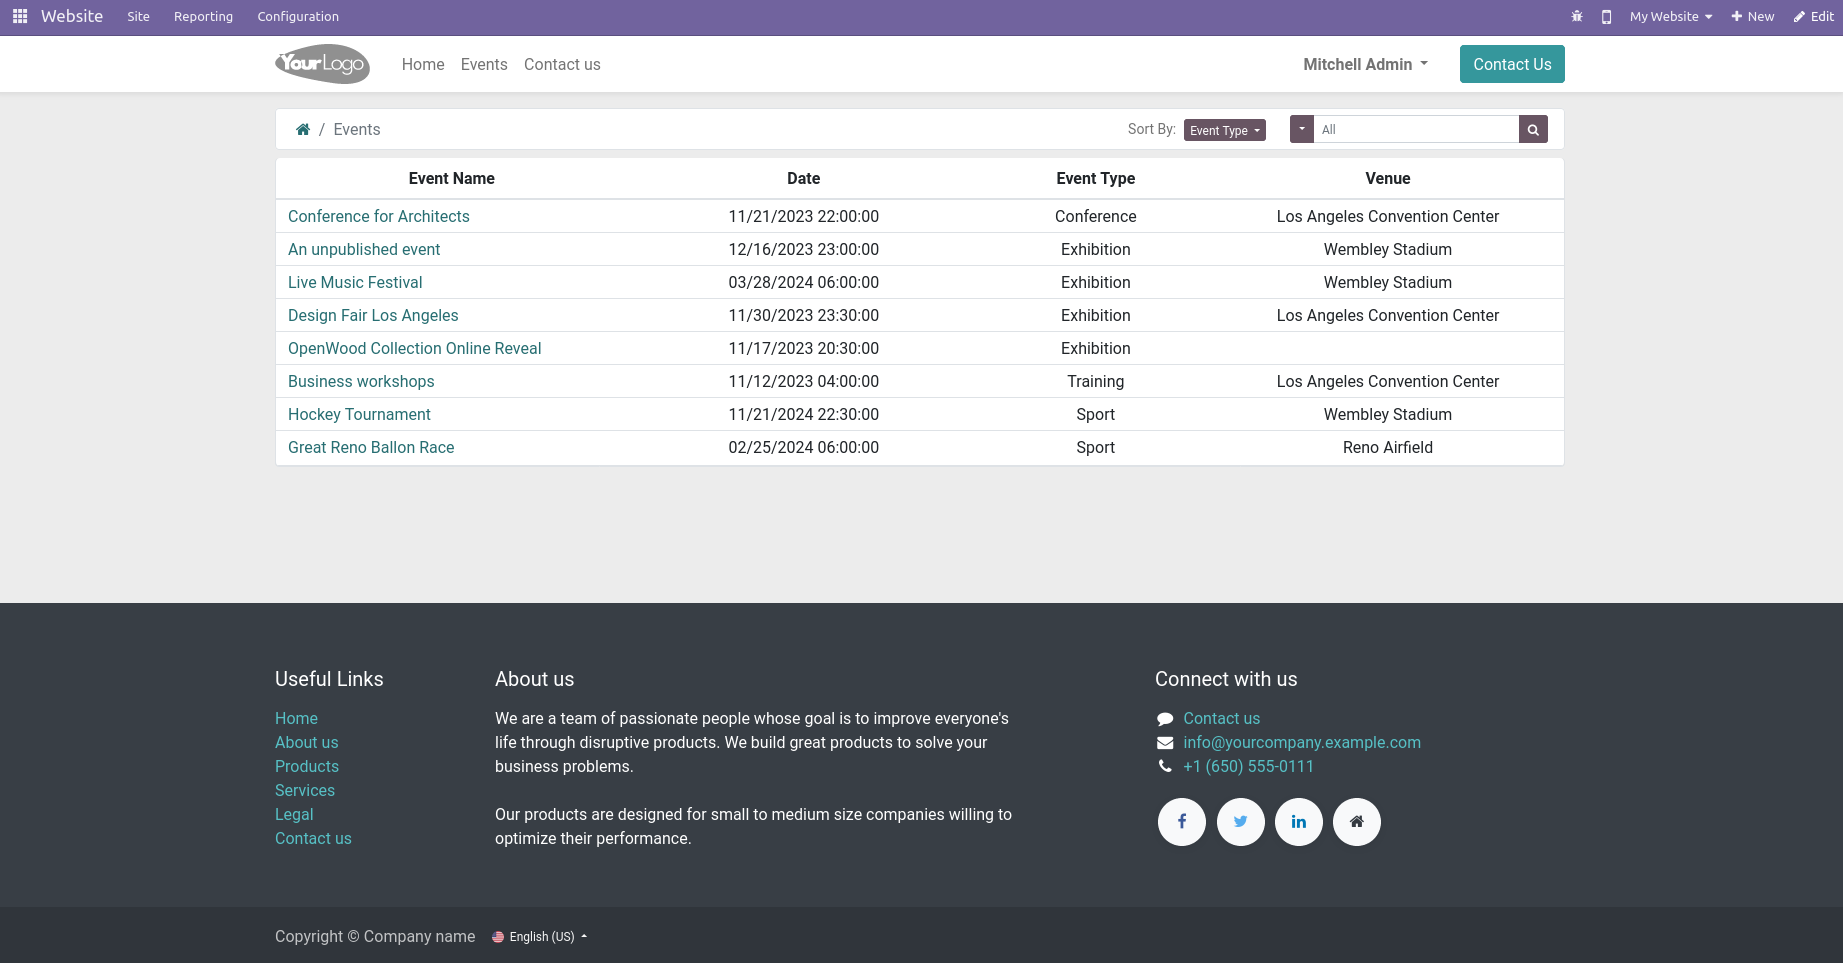 Website Site Reporting Configuration My Website New Edit
YourLogo Home Events Contact us Mitchell Admin Contact Us
/ Events Sort By: Event Type All
Event Name Date Event Type Venue
Conference for Architects 11/21/2023 22:00:00 Conference Los Angeles Convention Center
An unpublished event 12/16/2023 23:00:00 Exhibition Wembley Stadium
Live Music Festival 03/28/2024 06:00:00 Exhibition Wembley Stadium
Design Fair Los Angeles 11/30/2023 23:30:00 Exhibition Los Angeles Convention Center
OpenWood Collection Online Reveal 11/17/2023 20:30:00 Exhibition
Business workshops 11/12/2023 04:00:00 Training Los Angeles Convention Center
Hockey Tournament 11/21/2024 22:30:00 Sport Wembley Stadium
Great Reno Ballon Race 02/25/2024 06:00:00 Sport Reno Airfield
Useful Links
Home
About us
Products
Services
Legal
Contact us
About us
We are a team of passionate people whose goal is to improve everyone's
life through disruptive products. We build great products to solve your
business problems.
Our products are designed for small to medium size companies willing to
optimize their performance.
Connect with us
Contact us
info@yourcompany.example.com
+1 (650) 555-0111
Copyright © Company name English (US)